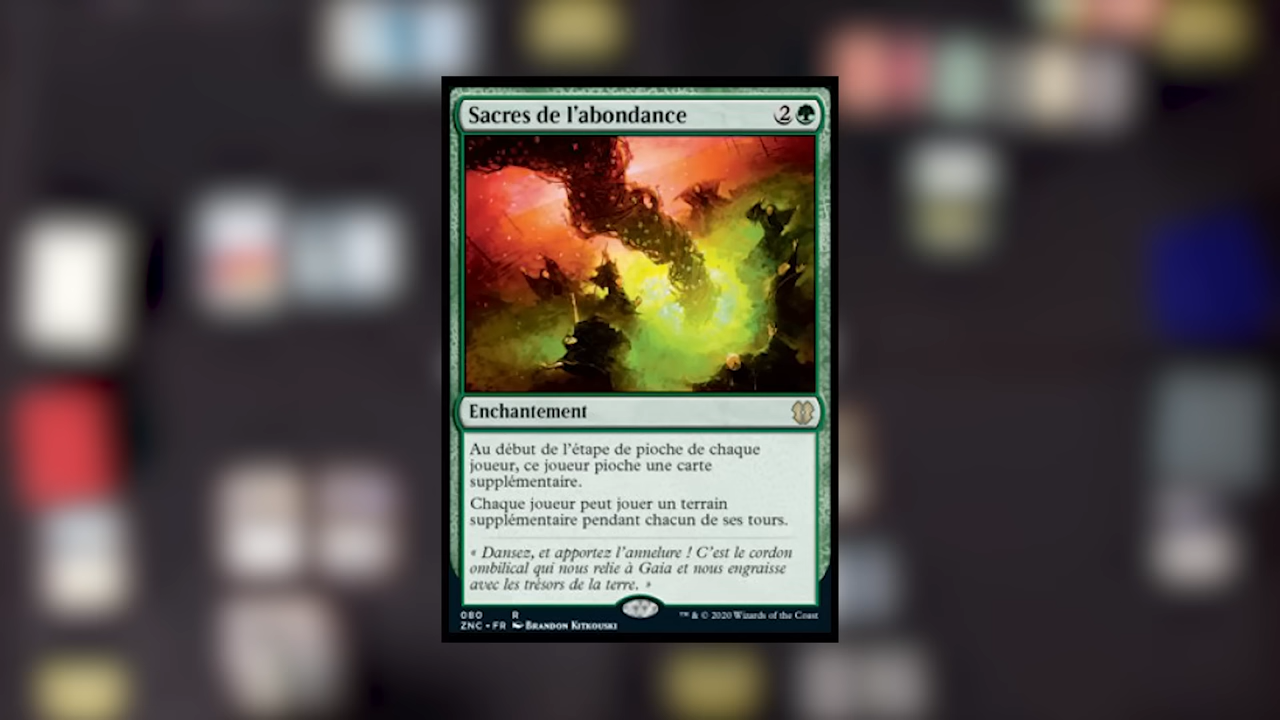 Sacres de l'abondance 2
Enchantement
Au début de l'étape de pioche de chaque
joueur, ce joueur pioche une carte
supplémentaire.
Chaque joueur peut jouer un terrain
supplémentaire pendant chacun de ses tours.
« Dansez, et apportez l'annelure ! C'est le cordon
ombilical qui nous relie à Gaia et nous engraisse
avec les trésors de la terre. »
080 R
ZNC • FR Brandon Kitkouski
™ & © 2020 Wizards of the Coast